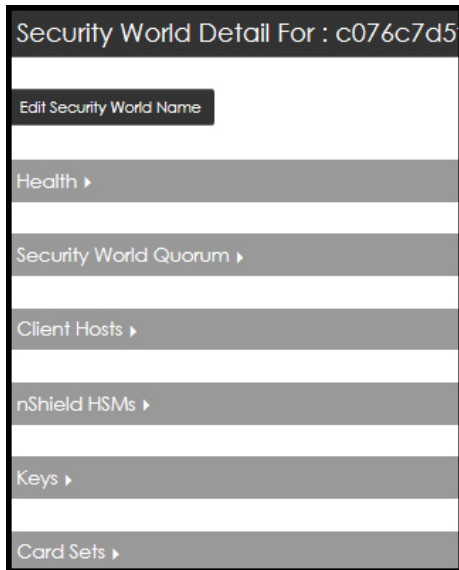 Security World Detail For : c076c7d5
Edit Security World Name
Health
Security World Quorum
Client Hosts
nShield HSMs
Keys
Card Sets